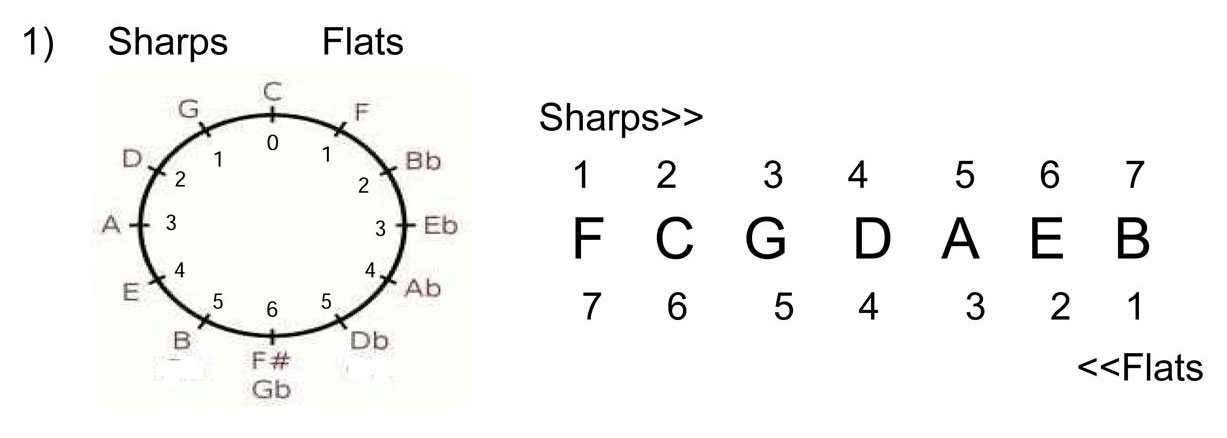 1) Sharps Flats
C
G F
D Bb
A Eb
E Ab
B Db
F#
Gb
0
1 1
2 2
3 3
4 4
5 5
6
Sharps>>
1 2 3 4 5 6 7
F C G D A E B
7 6 5 4 3 2 1
<<Flats